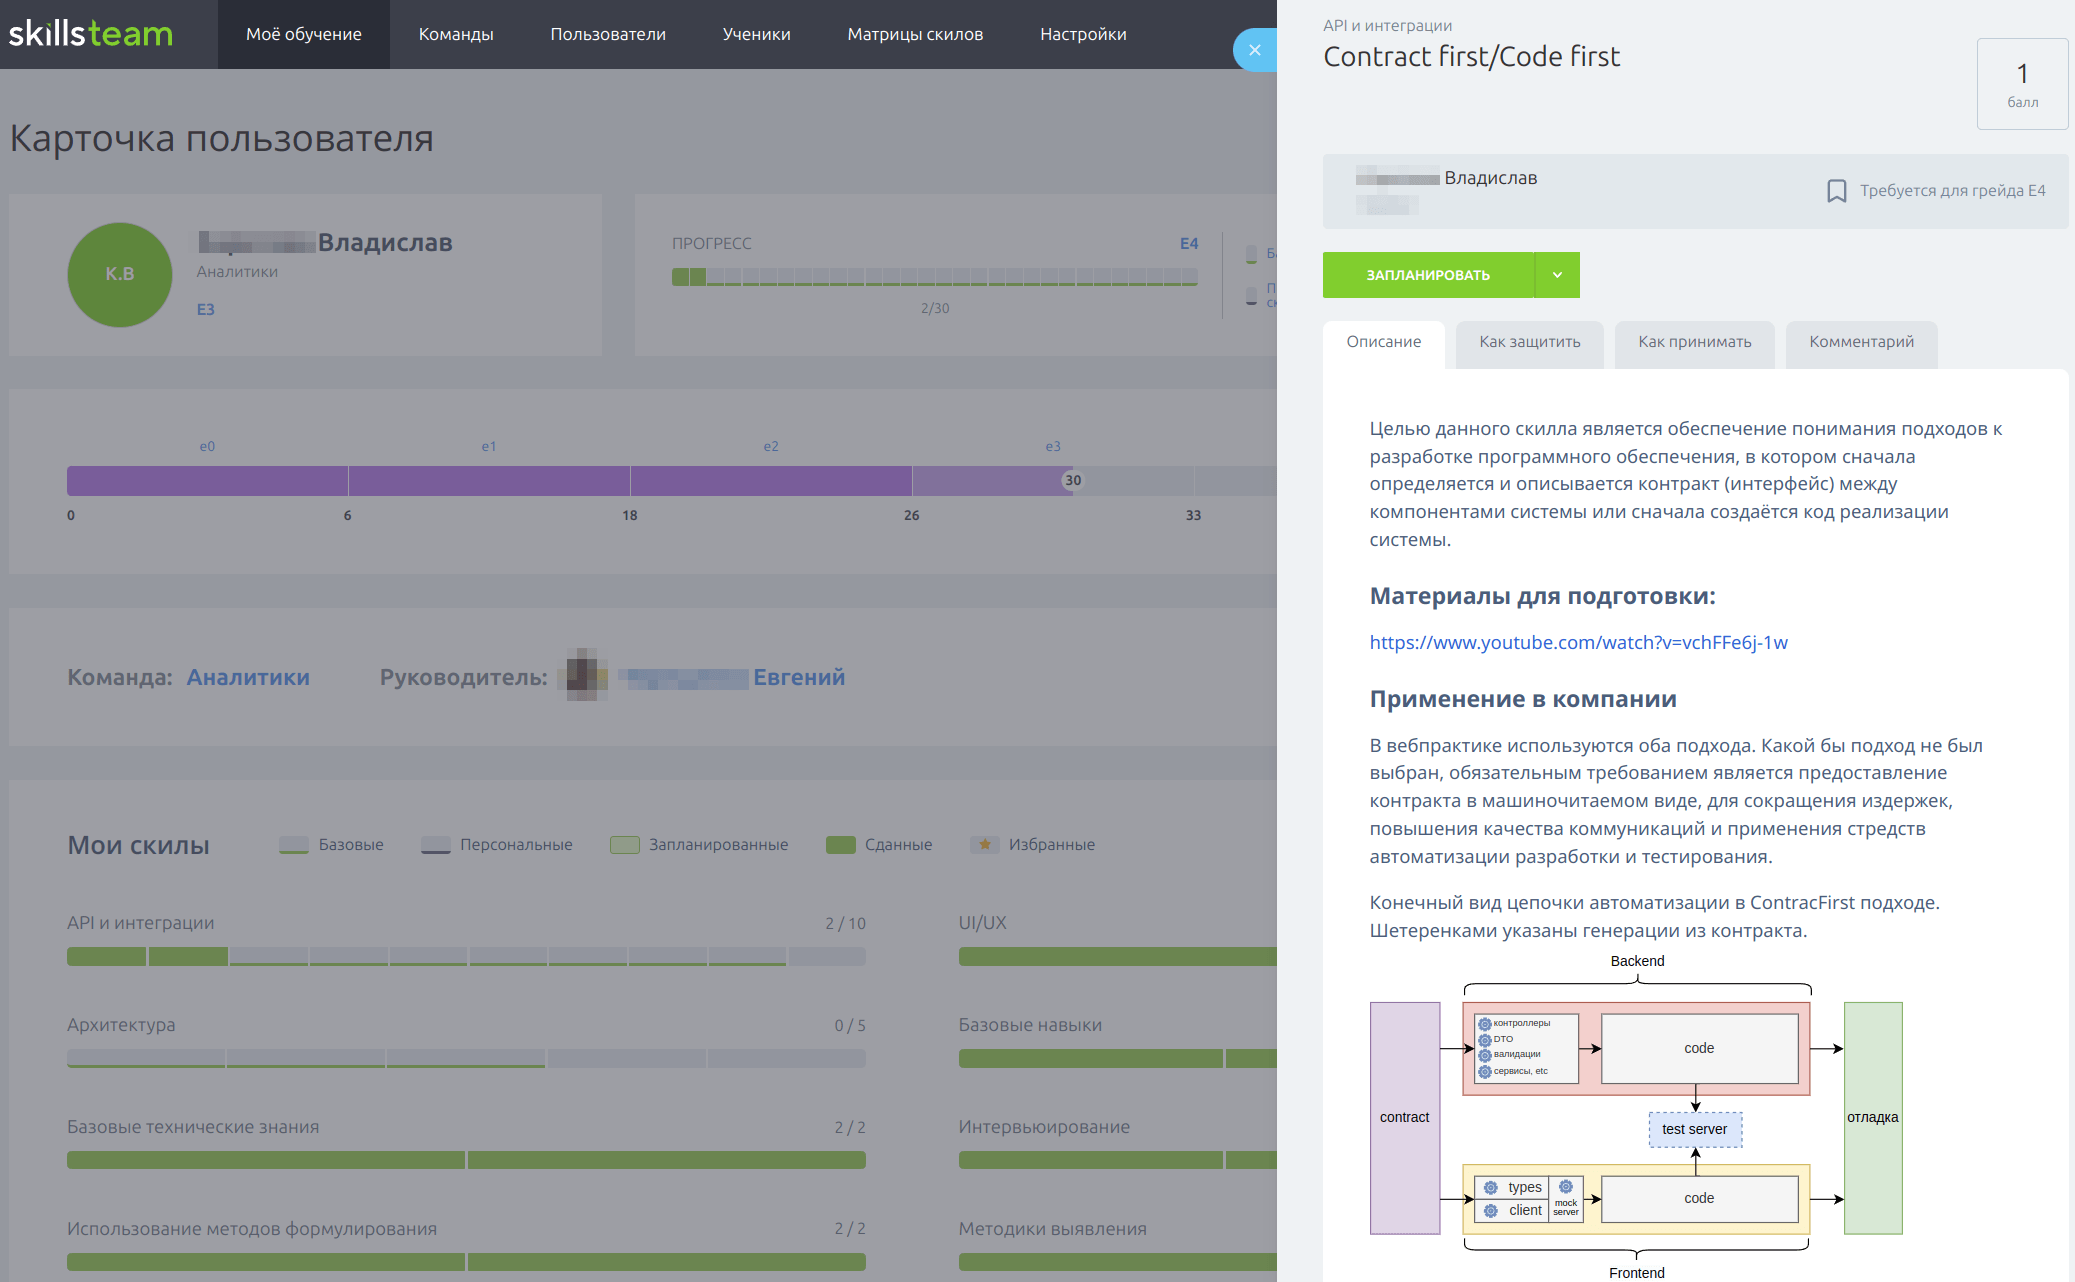 skillsteam
Моё обучение
Команды
Пользователи
Ученики
Матрицы скилов
Настройки
Карточка пользователя
К.В
Владислав
Аналитики
E3
ПРОГРЕСС
E4
2/30
e0
e1
e2
e3
30
0
6
18
26
33
Команда: Аналитики
Руководитель:
Евгений
Мои скилы
Базовые
Персональные
Запланированные
Сданные
Избранные
API и интеграции
2 / 10
UI/UX
Архитектура
0 / 5
Базовые навыки
Базовые технические знания
2 / 2
Интервьюирование
Использование методов формулирования
2 / 2
Методики выявления
API и интеграции
Contract first/Code first
1
балл
Владислав
Требуется для грейда E4
ЗАПЛАНИРОВАТЬ
Описание
Как защитить
Как принимать
Комментарий
Целью данного скилла является обеспечение понимания подходов к
разработке программного обеспечения, в котором сначала
определяется и описывается контракт (интерфейс) между
компонентами системы или сначала создаётся код реализации
системы.
Материалы для подготовки:
https://www.youtube.com/watch?v=vchFFe6j-1w
Применение в компании
В вебпрактике используются оба подхода. Какой бы подход не был
выбран, обязательным требованием является предоставление
контракта в машиночитаемом виде, для сокращения издержек,
повышения качества коммуникаций и применения стредств
автоматизации разработки и тестирования.
Конечный вид цепочки автоматизации в ContracFirst подходе.
Шетеренками указаны генерации из контракта.
Backend
контроллеры
DTO
валидации
сервисы, etc
code
contract
test server
отладка
types
client
mock
server
code
Frontend